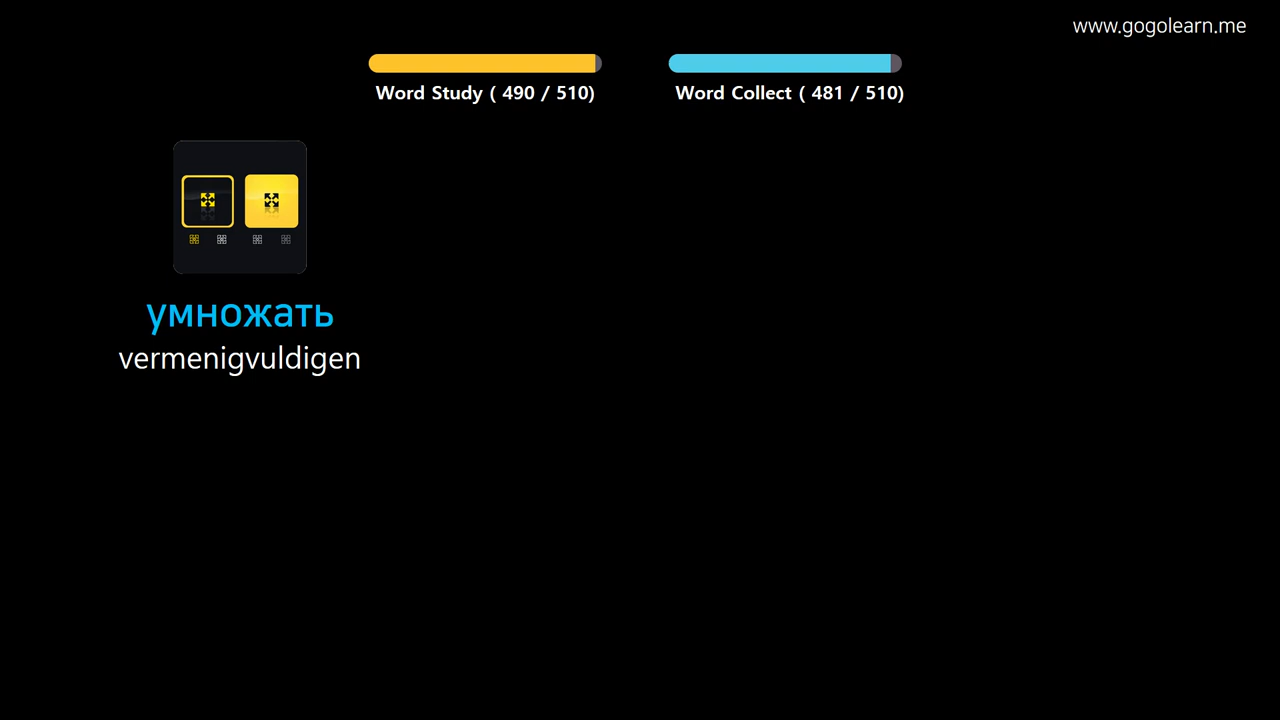 www.gogolearn.me
Word Study ( 490 / 510)
Word Collect ( 481 / 510)
умножать
vermenigvuldigen